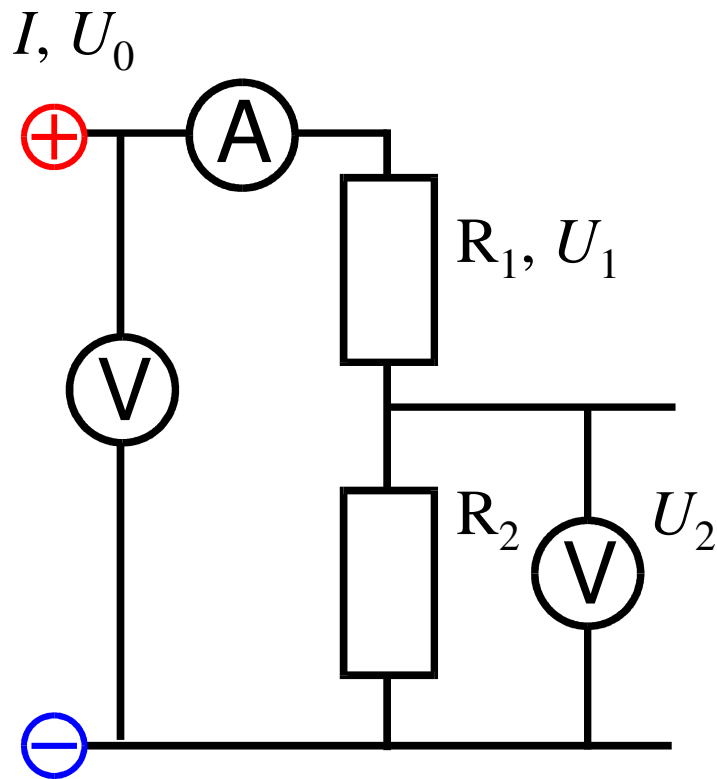 I, U₀
A
R₁, U₁
V
R₂
U₂
V